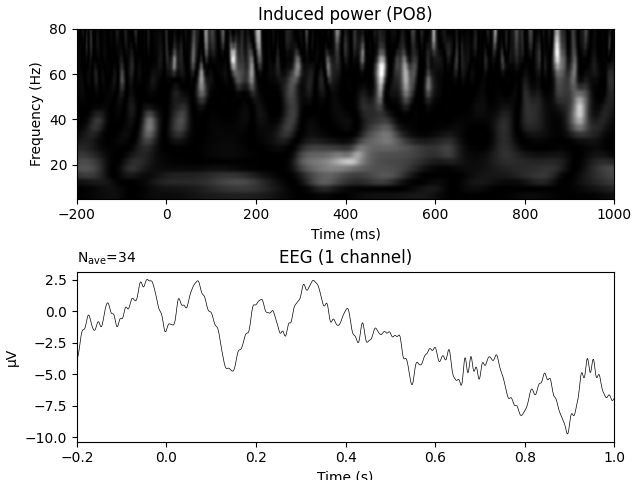 Induced power (PO8)
80
60
40
20
Frequency (Hz)
−200 0 200 400 600 800 1000
Time (ms)
Nave=34 EEG (1 channel)
2.5
0.0
−2.5
−5.0
−7.5
−10.0
µV
−0.2 0.0 0.2 0.4 0.6 0.8 1.0
Time (s)